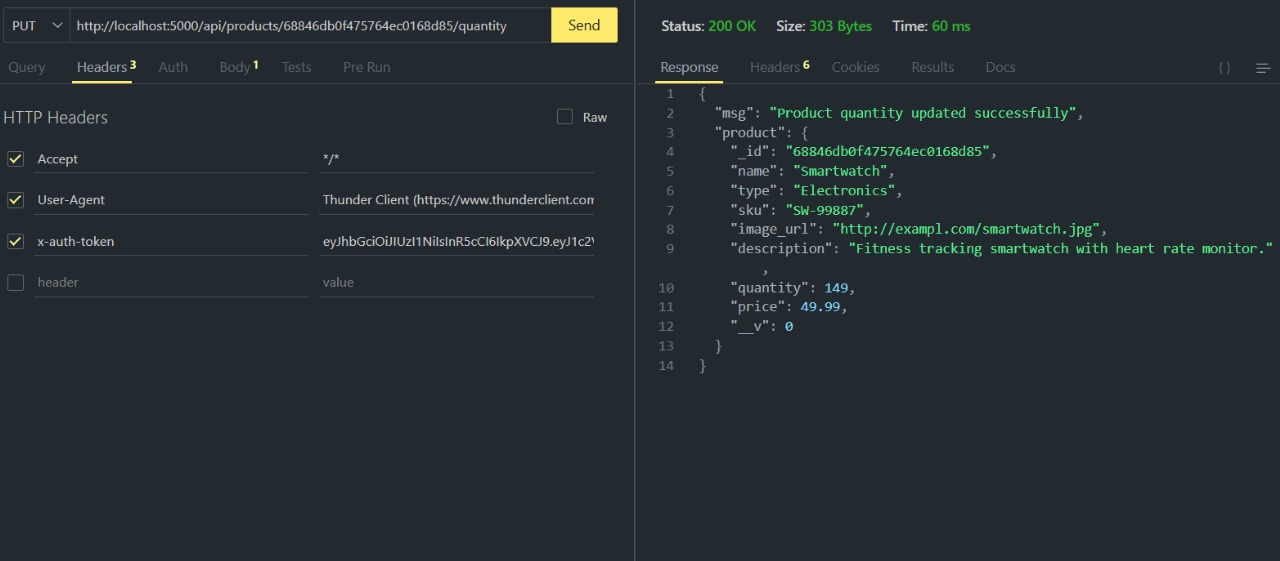 PUT http://localhost:5000/api/products/68846db0f475764ec0168d85/quantity Send
Query Headers 3 Auth Body 1 Tests Pre Run
HTTP Headers Raw
Accept */*
User-Agent Thunder Client (https://www.thunderclient.com
x-auth-token eyJhbGciOiJIUzI1NiIsInR5cCI6IkpXVCJ9.eyJ1c2V
header value
Status: 200 OK Size: 303 Bytes Time: 60 ms
Response Headers 6 Cookies Results Docs { }
1 {
2 "msg": "Product quantity updated successfully",
3 "product": {
4 "_id": "68846db0f475764ec0168d85",
5 "name": "Smartwatch",
6 "type": "Electronics",
7 "sku": "SW-99887",
8 "image_url": "http://exampl.com/smartwatch.jpg",
9 "description": "Fitness tracking smartwatch with heart rate monitor."
,
10 "quantity": 149,
11 "price": 49.99,
12 "__v": 0
13 }
14 }